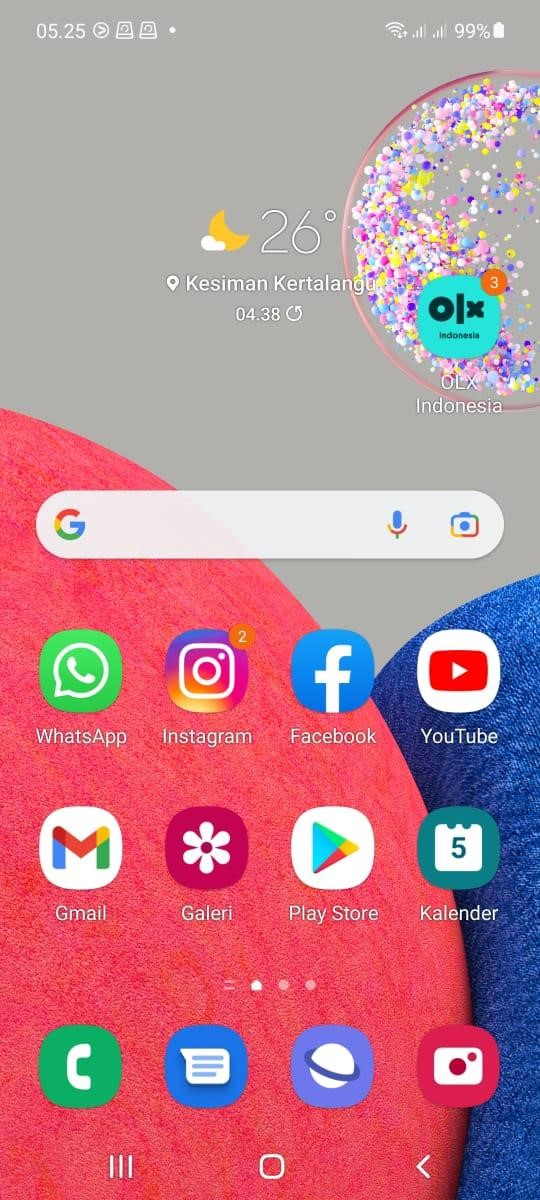 05.25
99%
26°
Kesiman Kertalangu
04.38
3
olx
Indonesia
OLX
Indonesia
2
WhatsApp
Instagram
Facebook
YouTube
5
Gmail
Galeri
Play Store
Kalender